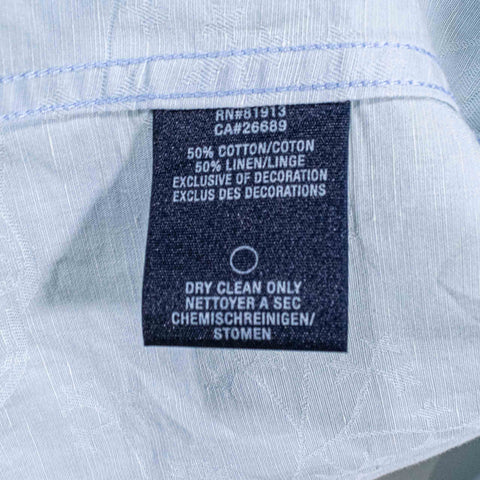 RN#81913
CA#26689
50% COTTON/COTON
50% LINEN/LINGE
EXCLUSIVE OF DECORATION
EXCLUS DES DECORATIONS
DRY CLEAN ONLY
NETTOYER A SEC
CHEMISCHREINIGEN/
STOMEN